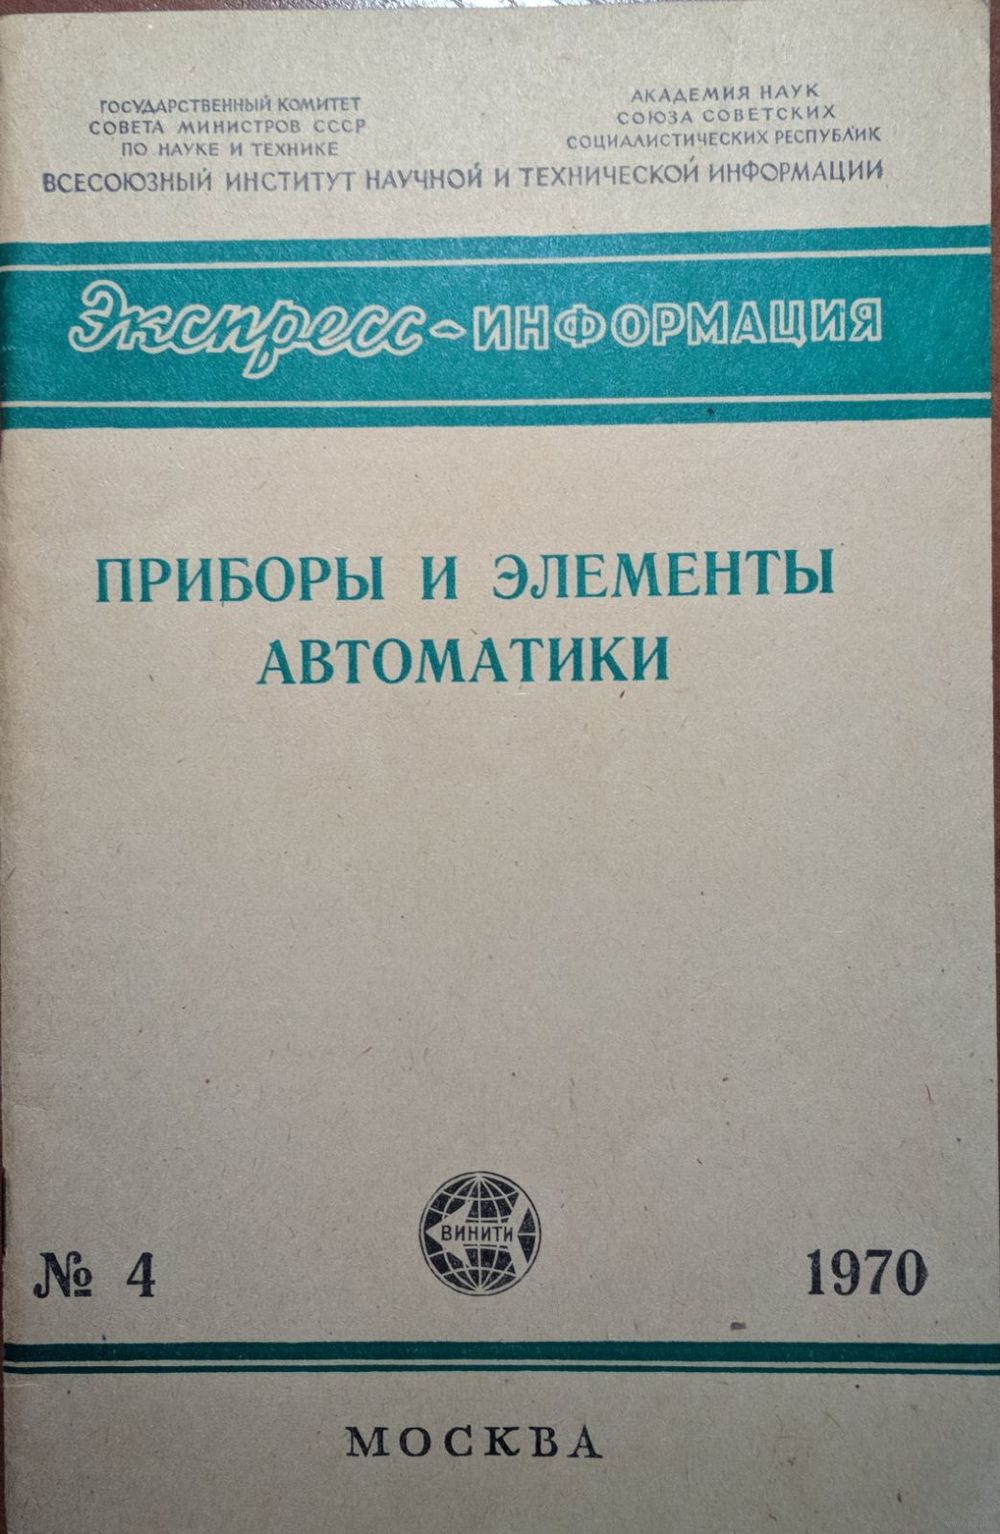 ГОСУДАРСТВЕННЫЙ КОМИТЕТ
СОВЕТА МИНИСТРОВ СССР
ПО НАУКЕ И ТЕХНИКЕ
АКАДЕМИЯ НАУК
СОЮЗА СОВЕТСКИХ
СОЦИАЛИСТИЧЕСКИХ РЕСПУБЛИК
ВСЕСОЮЗНЫЙ ИНСТИТУТ НАУЧНОЙ И ТЕХНИЧЕСКОЙ ИНФОРМАЦИИ
Экспресс-ИНФОРМАЦИЯ
ПРИБОРЫ И ЭЛЕМЕНТЫ
АВТОМАТИКИ
ВИНИТИ
№ 4
1970
МОСКВА